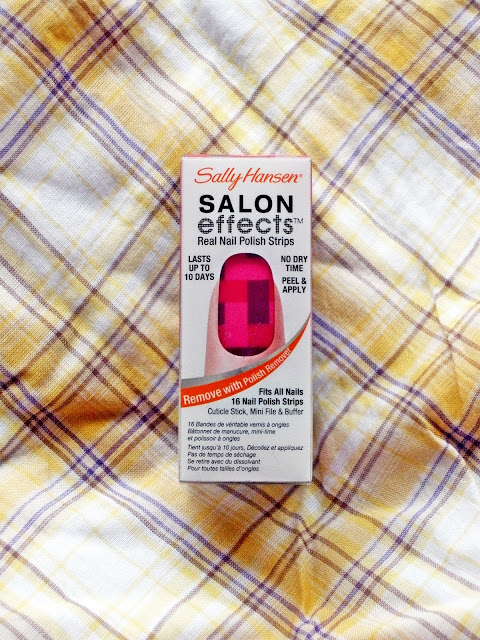 Sally Hansen®
SALON
effects™
Real Nail Polish Strips
LASTS
UP TO
10 DAYS
NO DRY
TIME
PEEL &
APPLY
Remove with Polish Remover
Fits All Nails
16 Nail Polish Strips
Cuticle Stick, Mini File & Buffer
16 Bandes de véritable vernis à ongles
Bâtonnet de manucure, mini-lime
et polissoir à ongles
Tient jusqu'à 10 jours, Décollez et appliquez
Pas de temps de séchage
Se retire avec du dissolvant
Pour toutes tailles d'ongles